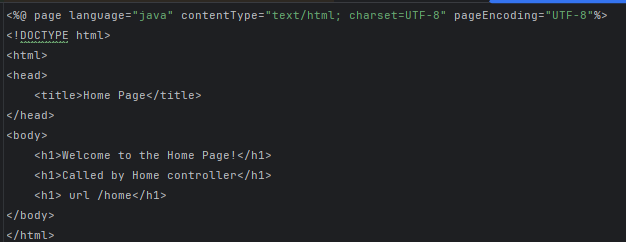 <%@ page language="java" contentType="text/html; charset=UTF-8" pageEncoding="UTF-8"%>
<!DOCTYPE html>
<html>
<head>
    <title>Home Page</title>
</head>
<body>
    <h1>Welcome to the Home Page!</h1>
    <h1>Called by Home controller</h1>
    <h1> url /home</h1>
</body>
</html>